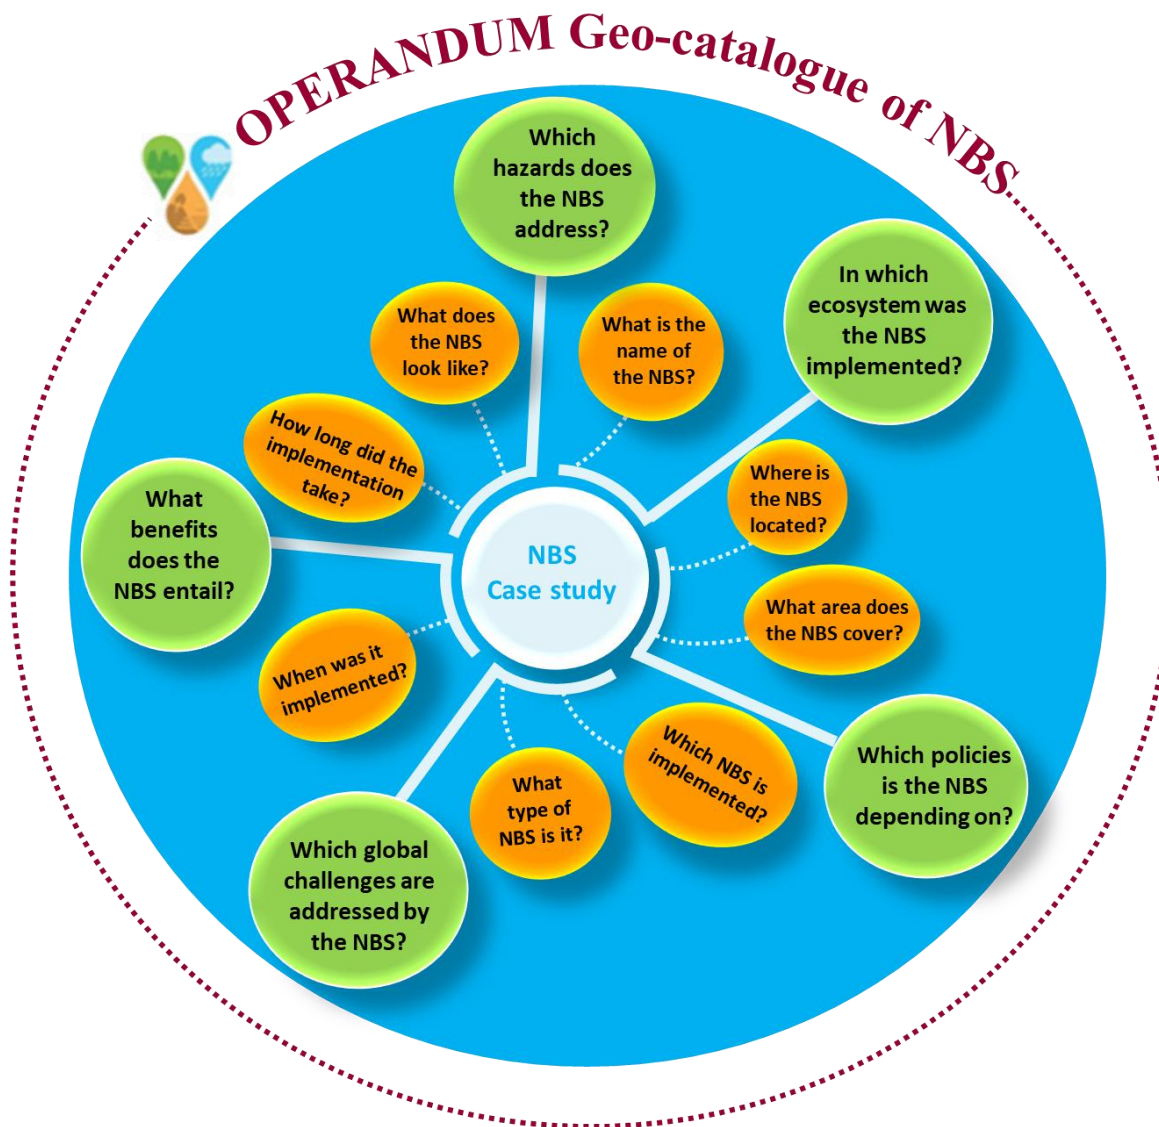 OPERANDUM Geo-catalogue of NBS
Which
hazards does
the NBS
address?
In which
ecosystem was
the NBS
implemented?
What does
the NBS
look like?
What is the
name of
the NBS?
How long did the
implementation
take?
Where is
the NBS
located?
What
benefits
does the
NBS entail?
NBS
Case study
What area does
the NBS cover?
When was it
implemented?
Which NBS is
implemented?
Which policies
is the NBS
depending on?
What
type of
NBS is it?
Which global
challenges are
addressed by
the NBS?